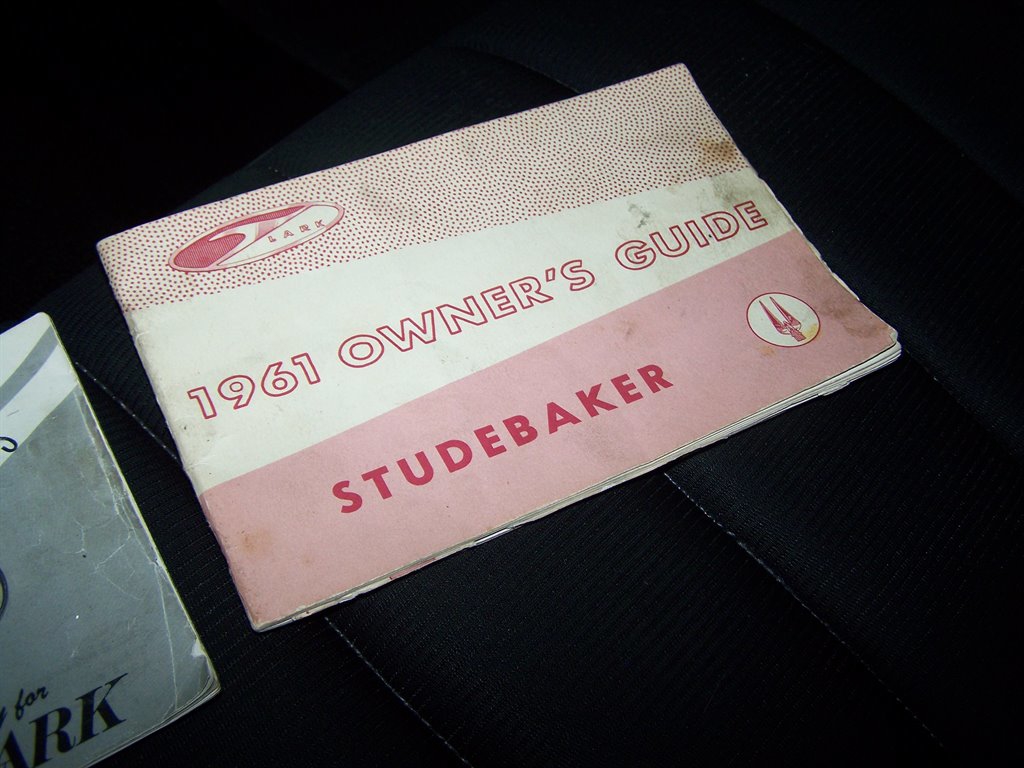 LARK
1961 OWNER'S GUIDE
STUDEBAKER
for
ARK